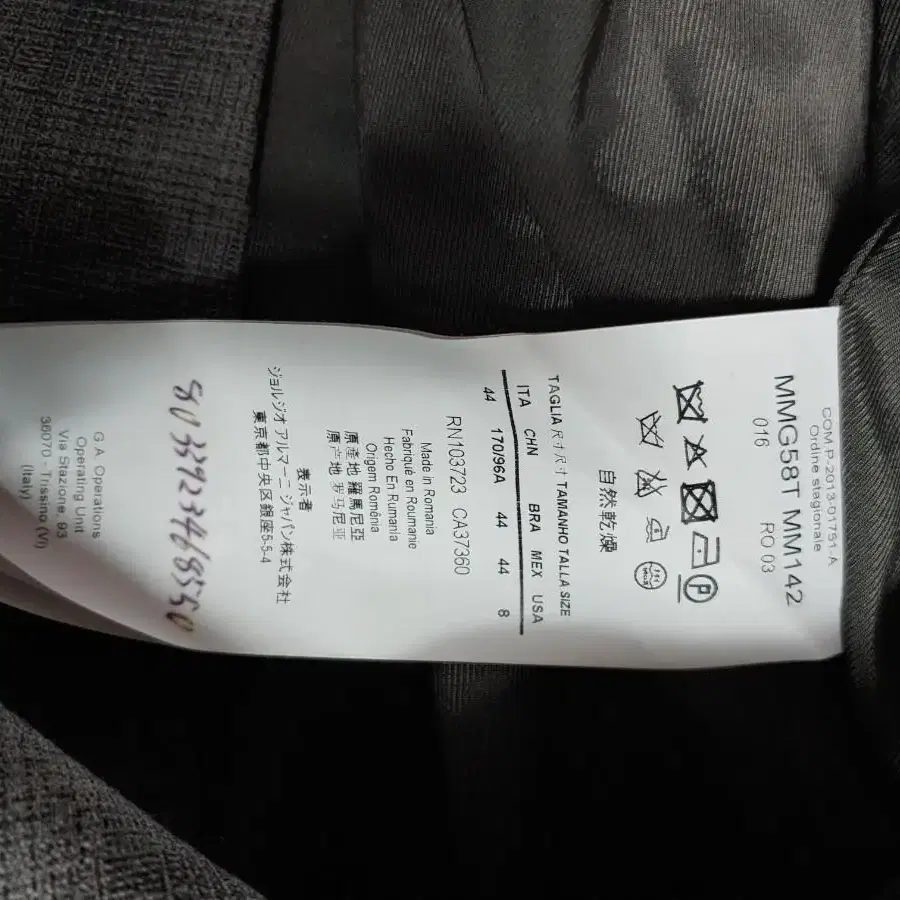 COM.P-2013-01751-A
Ordine stagionale
MMG58T MM142
016 RO 03
自然乾燥
TAGLIA 尺寸 尺寸 TAMANHO TALLA SIZE
ITA CHN BRA MEX USA
44 170/96A 44 44 8
RN103723 CA37360
Made in Romania
Fabriqué en Roumanie
Hecho En Rumania
Origem Romênia
原産地 羅馬尼亞
原产地 罗马尼亚
表示者
ジョルジオ アルマーニ ジャパン株式会社
東京都中央区銀座5-5-4
8033923468550
G.A. Operations
Operating Unit
Via Stazione, 93
36070 - Trissino (VI)
(Italy)